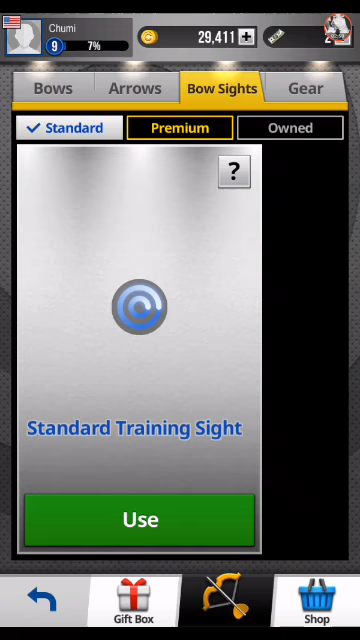 Chumi
9
7%
29,411
Bows
Arrows
Bow Sights
Gear
Standard
Premium
Owned
?
Standard Training Sight
Use
Gift Box
Shop